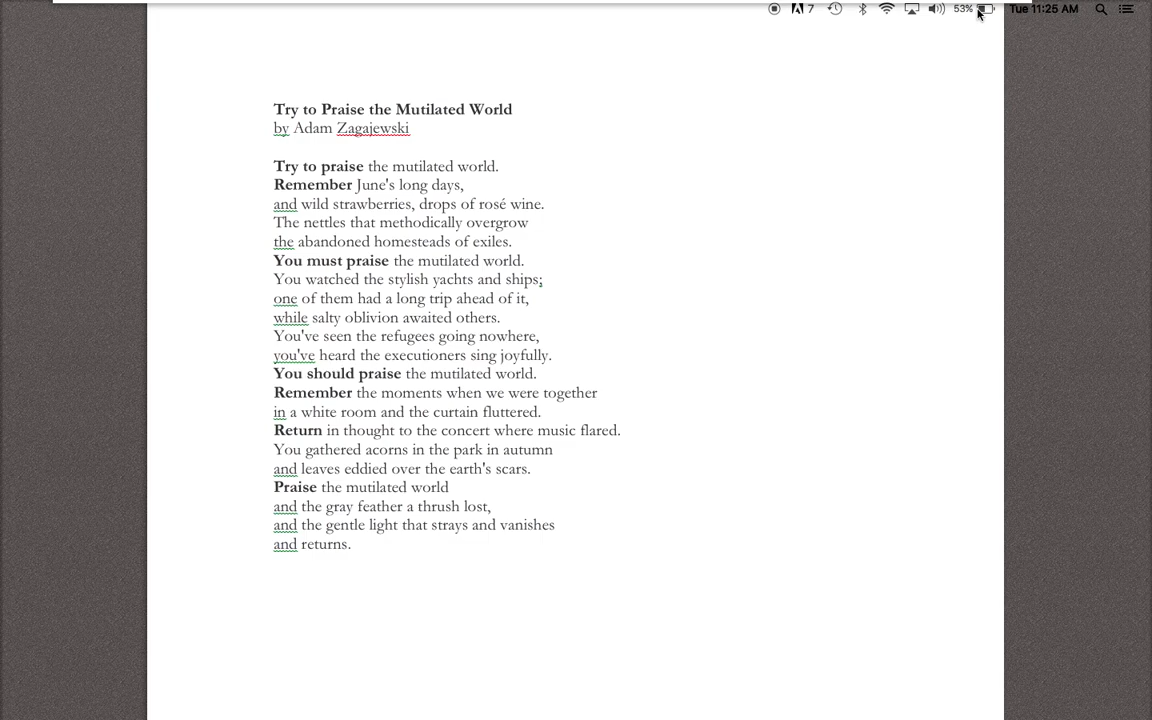 7 53% Tue 11:25 AM
Try to Praise the Mutilated World
by Adam Zagajewski
Try to praise the mutilated world.
Remember June's long days,
and wild strawberries, drops of rosé wine.
The nettles that methodically overgrow
the abandoned homesteads of exiles.
You must praise the mutilated world.
You watched the stylish yachts and ships;
one of them had a long trip ahead of it,
while salty oblivion awaited others.
You've seen the refugees going nowhere,
you've heard the executioners sing joyfully.
You should praise the mutilated world.
Remember the moments when we were together
in a white room and the curtain fluttered.
Return in thought to the concert where music flared.
You gathered acorns in the park in autumn
and leaves eddied over the earth's scars.
Praise the mutilated world
and the gray feather a thrush lost,
and the gentle light that strays and vanishes
and returns.